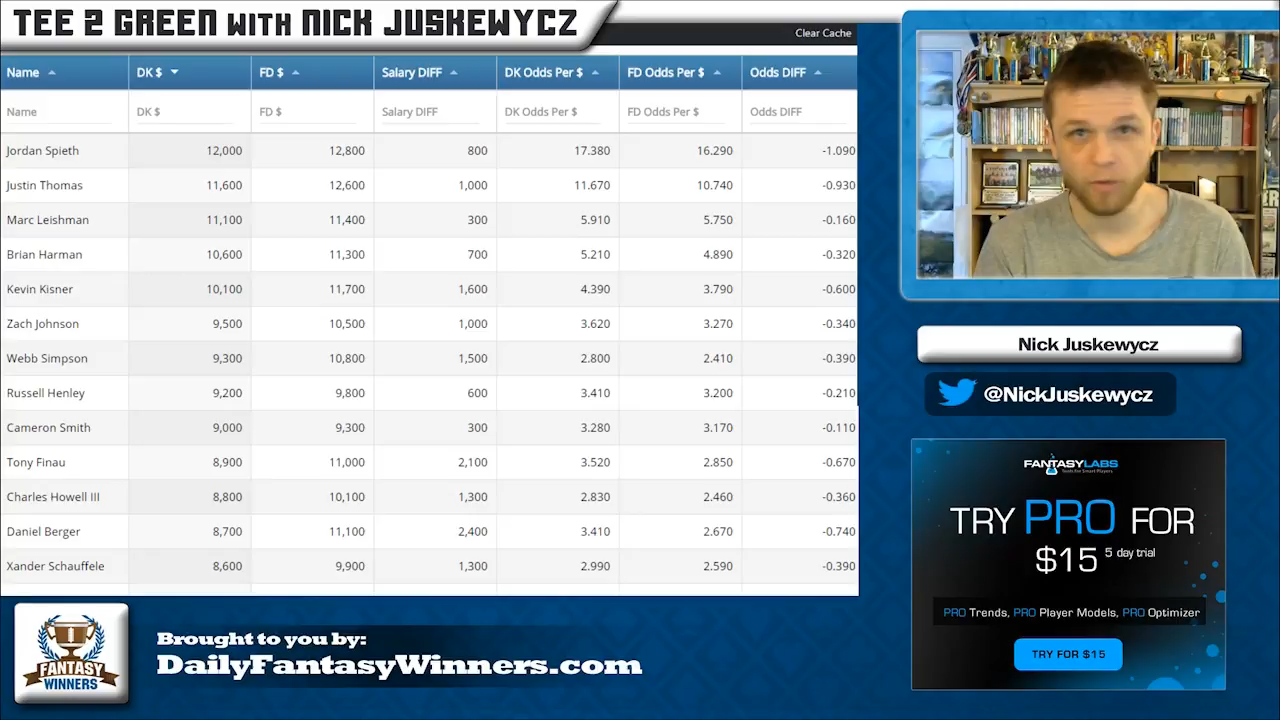 TEE 2 GREEN WITH NICK JUSKEWYCZ
Clear Cache
Name DK $ FD $ Salary DIFF DK Odds Per $ FD Odds Per $ Odds DIFF
Name DK $ FD $ Salary DIFF DK Odds Per $ FD Odds Per $ Odds DIFF
Jordan Spieth 12,000 12,800 800 17.380 16.290 -1.090
Justin Thomas 11,600 12,600 1,000 11.670 10.740 -0.930
Marc Leishman 11,100 11,400 300 5.910 5.750 -0.160
Brian Harman 10,600 11,300 700 5.210 4.890 -0.320
Kevin Kisner 10,100 11,700 1,600 4.390 3.790 -0.600
Zach Johnson 9,500 10,500 1,000 3.620 3.270 -0.340
Webb Simpson 9,300 10,800 1,500 2.800 2.410 -0.390
Russell Henley 9,200 9,800 600 3.410 3.200 -0.210
Cameron Smith 9,000 9,300 300 3.280 3.170 -0.110
Tony Finau 8,900 11,000 2,100 3.520 2.850 -0.670
Charles Howell III 8,800 10,100 1,300 2.830 2.460 -0.360
Daniel Berger 8,700 11,100 2,400 3.410 2.670 -0.740
Xander Schauffele 8,600 9,900 1,300 2.990 2.590 -0.390
Nick Juskewycz
@NickJuskewycz
FANTASYLABS
Tools For Smart Players
TRY PRO FOR
$15 5 day trial
PRO Trends, PRO Player Models, PRO Optimizer
TRY FOR $15
FANTASY
WINNERS
Brought to you by:
DailyFantasyWinners.com